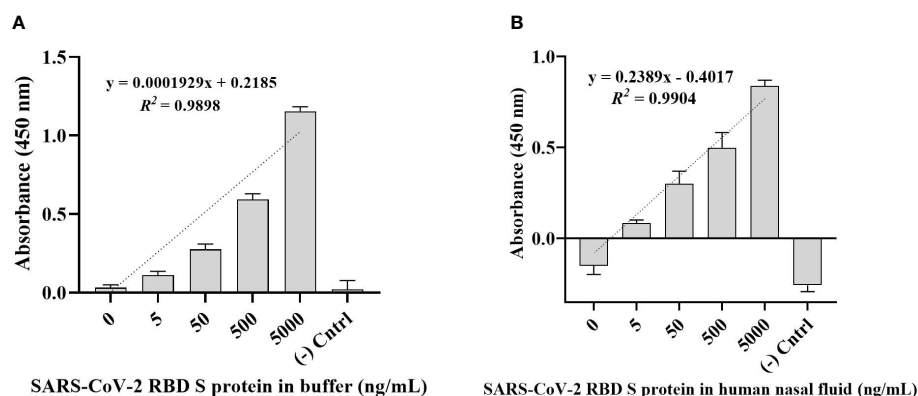 A
1.5
1.0
0.5
0.0
Absorbance (450 nm)
y = 0.0001929x + 0.2185
R² = 0.9898
0
5
50
500
5000
(-) Cntrl
SARS-CoV-2 RBD S protein in buffer (ng/mL)
B
1.0
0.5
0.0
Absorbance (450 nm)
y = 0.2389x - 0.4017
R² = 0.9904
0
5
50
500
5000
(-) Cntrl
SARS-CoV-2 RBD S protein in human nasal fluid (ng/mL)